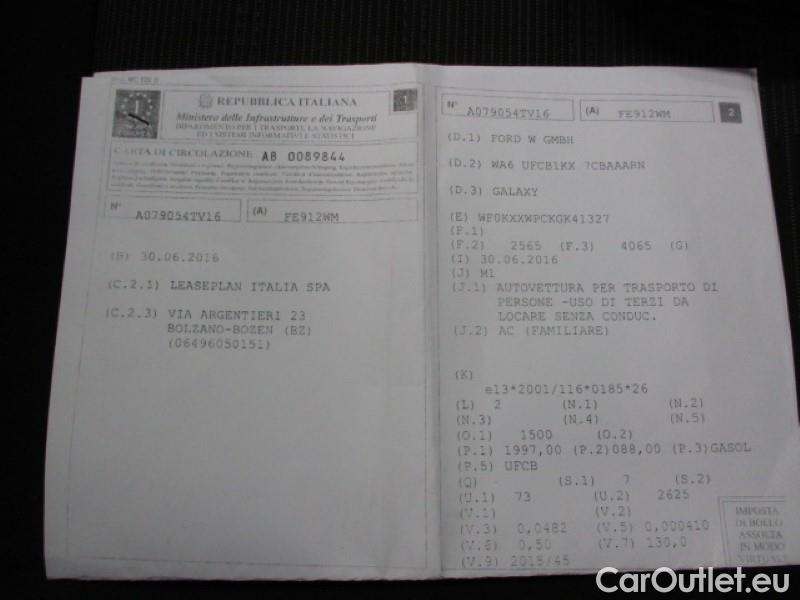 REPUBBLICA ITALIANA
1
Ministero delle Infrastrutture e dei Trasporti
DIPARTIMENTO PER I TRASPORTI, LA NAVIGAZIONE
ED I SISTEMI INFORMATIVI E STATISTICI
CARTA DI CIRCOLAZIONE AB 0089844
N° A079054TV16 (A) FE912WM
(B) 30.06.2016
(C.2.1) LEASEPLAN ITALIA SPA
(C.2.3) VIA ARGENTIERI 23
BOLZANO-BOZEN (BZ)
(06496050151)
N° A079054TV16 (A) FE912WM 2
(D.1) FORD W GMBH
(D.2) WA6 UFCB1KX 7CBAAARN
(D.3) GALAXY
(E) WF0KXXWPCKGK41327
(F.1)
(F.2) 2565 (F.3) 4065 (G)
(I) 30.06.2016
(J) M1
(J.1) AUTOVETTURA PER TRASPORTO DI
PERSONE -USO DI TERZI DA
LOCARE SENZA CONDUC.
(J.2) AC (FAMILIARE)
(K)
e13*2001/116*0185*26
(L) 2 (N.1) (N.2)
(N.3) (N.4) (N.5)
(O.1) 1500 (O.2)
(P.1) 1997,00 (P.2)088,00 (P.3)GASOL
(P.5) UFCB
(Q) (S.1) 7 (S.2)
(U.1) 73 (U.2) 2625
(V.1) (V.2)
(V.3) 0,0482 (V.5) 0,000410
(V.6) 0,50 (V.7) 130,0
(V.9) 2015/45
IMPOSTA
DI BOLLO
ASSOLTA
IN MODO
VIRTUALE
CarOutlet.eu